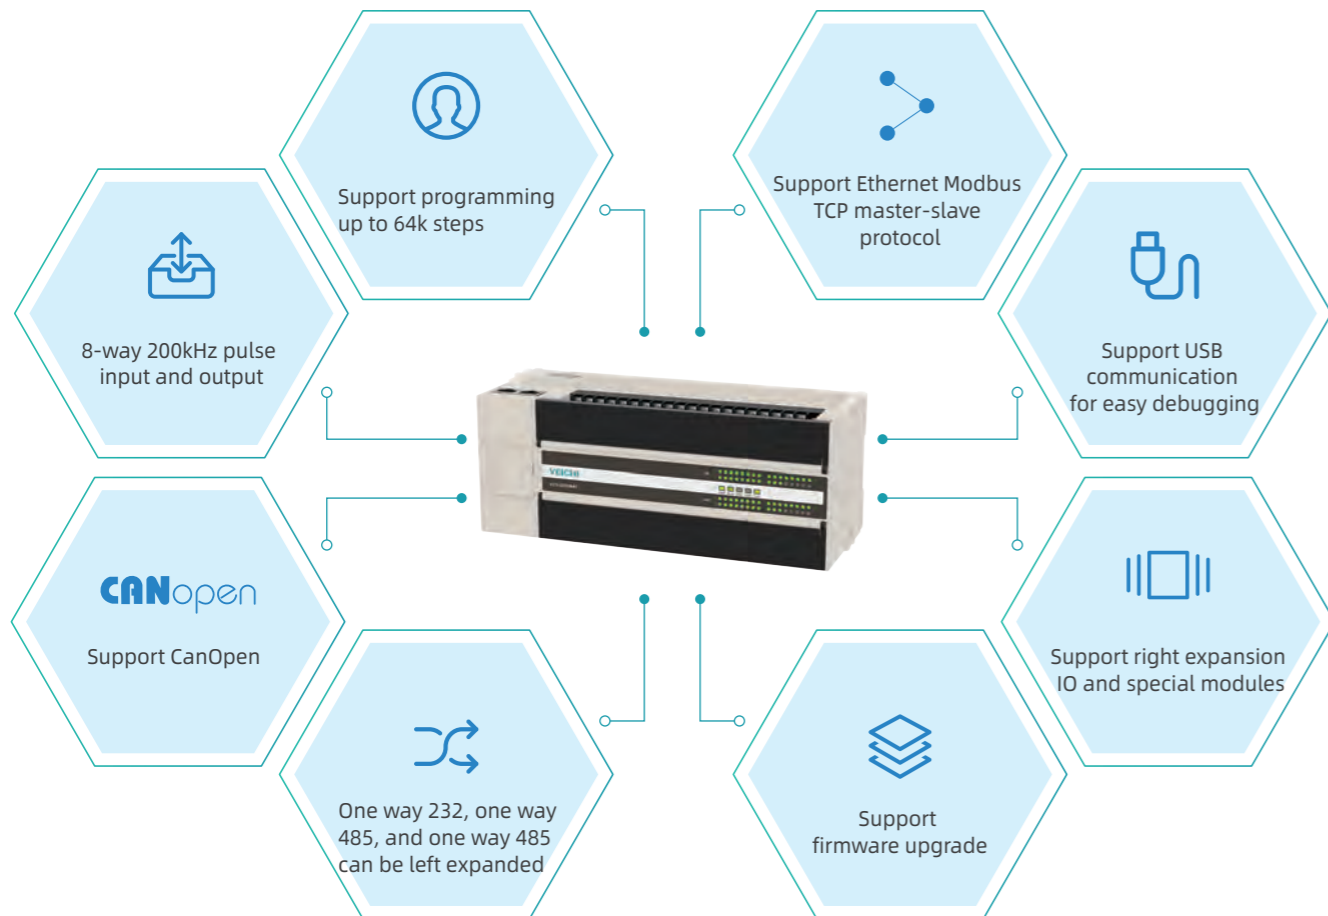 Support programming
up to 64k steps
Support Ethernet Modbus
TCP master-slave
protocol
8-way 200kHz pulse
input and output
Support USB
communication
for easy debugging
VEICHI
CANopen
Support CanOpen
Support right expansion
IO and special modules
One way 232, one way
485, and one way 485
can be left expanded
Support
firmware upgrade